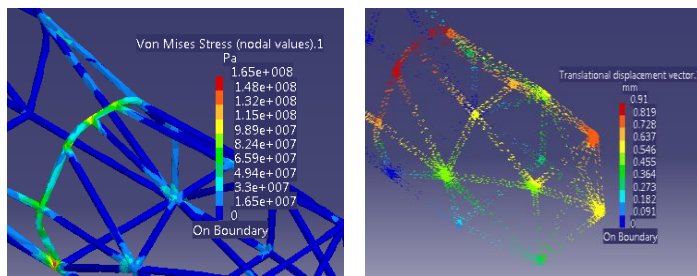 Von Mises Stress (nodal values).1
Pa
1.65e+008
1.48e+008
1.32e+008
1.15e+008
9.89e+007
8.24e+007
6.59e+007
4.94e+007
3.3e+007
1.65e+007
0
On Boundary
Translational displacement vector.
mm
0.91
0.819
0.728
0.637
0.546
0.455
0.364
0.273
0.182
0.091
0
On Boundary